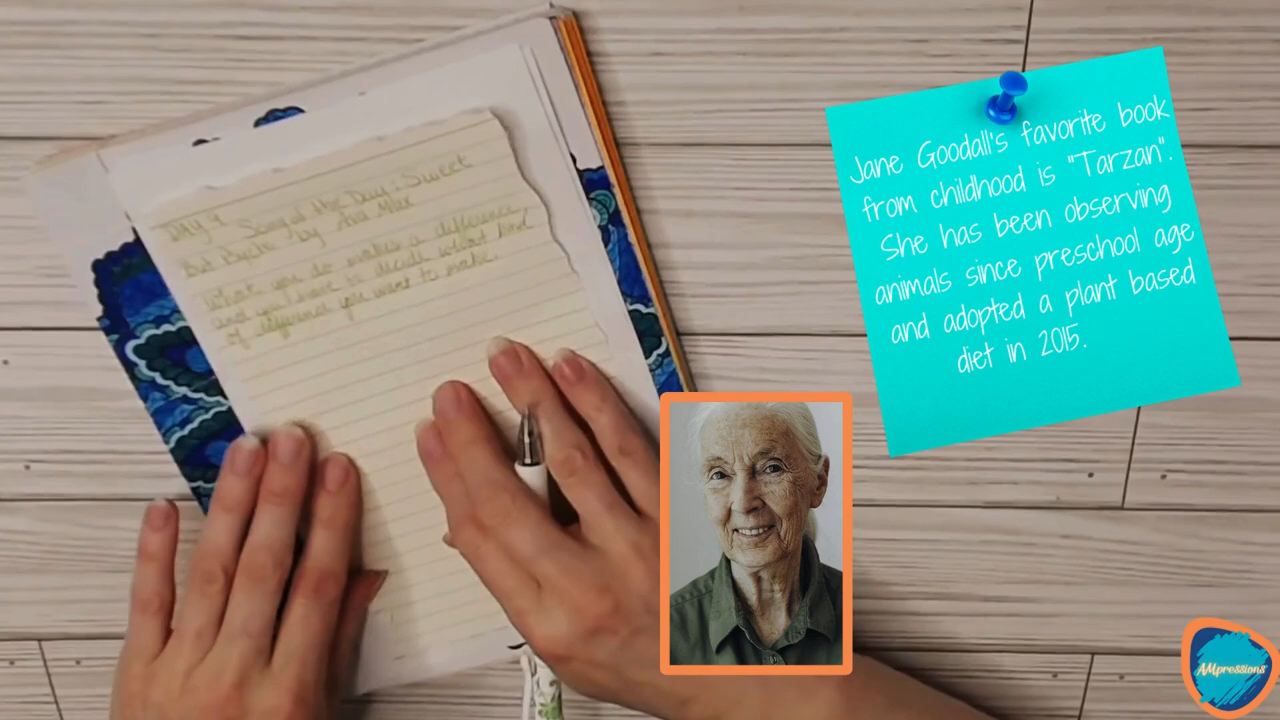 DAY 9
Song of the Day: Sweet
But Psycho by Ava Max
What you do makes a difference,
and you have to decide what kind
of difference you want to make.
Jane Goodall's favorite book
from childhood is "Tarzan".
She has been observing
animals since preschool age
and adopted a plant based
diet in 2015.
AMpressions